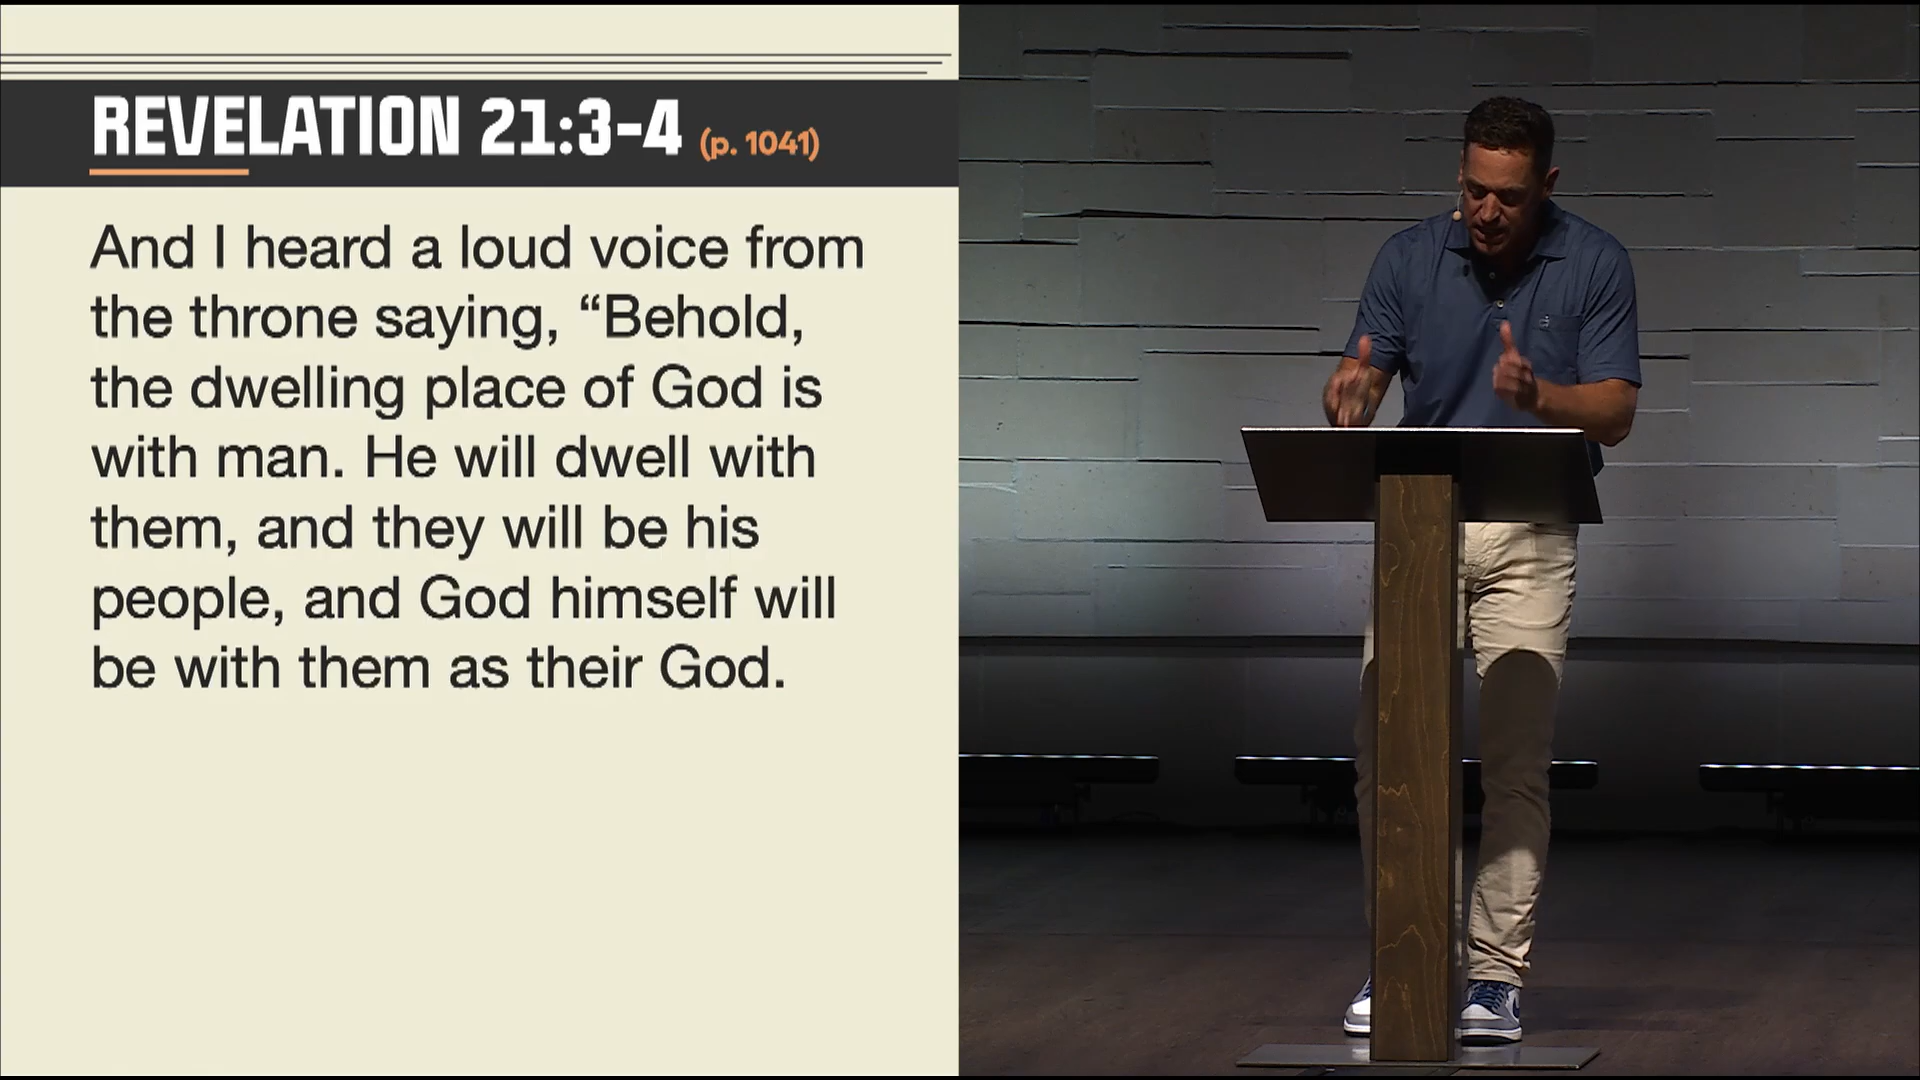 REVELATION 21:3-4 (p. 1041)
And I heard a loud voice from
the throne saying, “Behold,
the dwelling place of God is
with man. He will dwell with
them, and they will be his
people, and God himself will
be with them as their God.